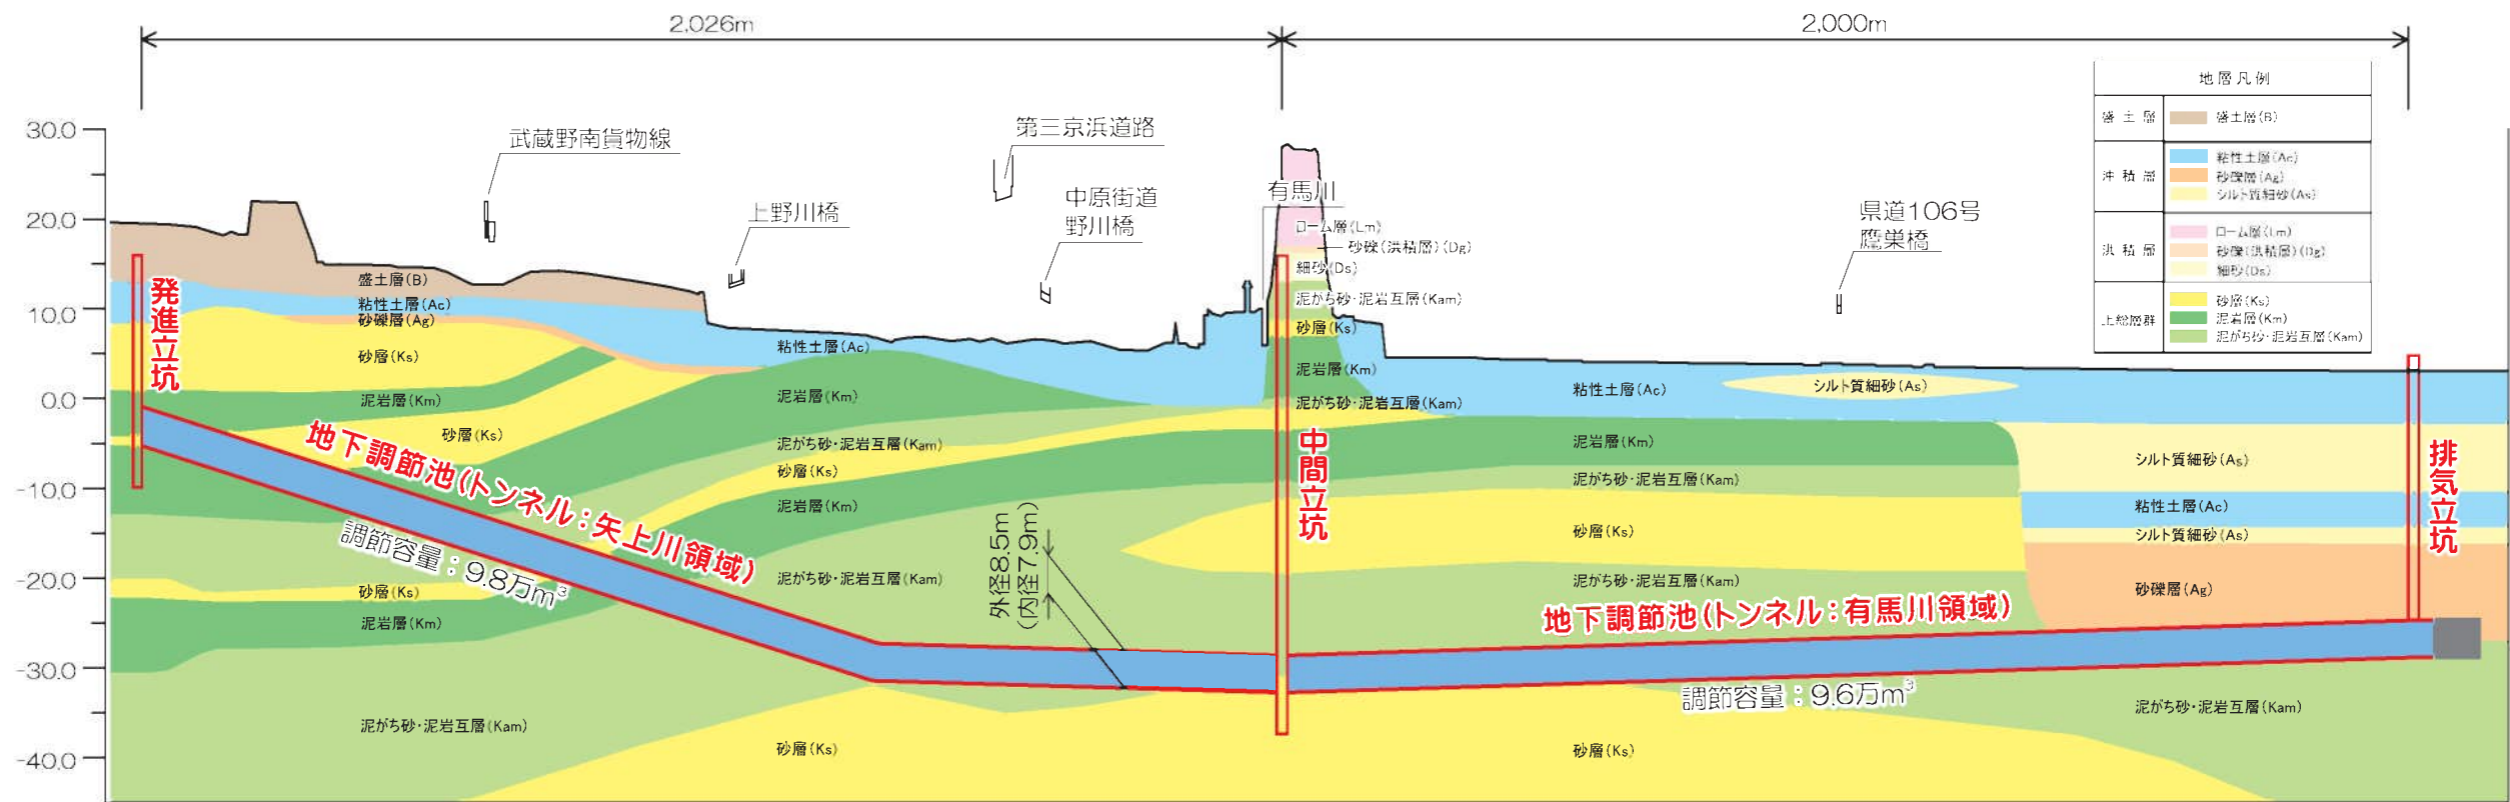 2,026m
2,000m
地層凡例
盛土層
盛土層(B)
沖積層
粘性土層(Ac)
砂礫層(Ag)
シルト質細砂(As)
洪積層
ローム層(Lm)
砂礫(洪積層)(Dg)
細砂(Ds)
上総層群
砂層(Ks)
泥岩層(Km)
泥がち砂・泥岩互層(Kam)
30.0
20.0
10.0
0.0
-10.0
-20.0
-30.0
-40.0
武蔵野南貨物線
上野川橋
第三京浜道路
中原街道
野川橋
有馬川
県道106号
鷹巣橋
発進立坑
盛土層(B)
粘性土層(Ac)
砂礫層(Ag)
砂層(Ks)
泥岩層(Km)
砂層(Ks)
地下調節池(トンネル：矢上川領域)
調節容量：9.8万m³
砂層(Ks)
泥岩層(Km)
泥がち砂・泥岩互層(Kam)
粘性土層(Ac)
泥岩層(Km)
泥がち砂・泥岩互層(Kam)
砂層(Ks)
泥岩層(Km)
泥がち砂・泥岩互層(Kam)
砂層(Ks)
外径8.5m
(内径7.9m)
ローム層(Lm)
砂礫(洪積層)(Dg)
細砂(Ds)
泥がち砂・泥岩互層(Kam)
砂層(Ks)
泥岩層(Km)
泥がち砂・泥岩互層(Kam)
中間立坑
粘性土層(Ac)
シルト質細砂(As)
泥岩層(Km)
泥がち砂・泥岩互層(Kam)
砂層(Ks)
泥がち砂・泥岩互層(Kam)
地下調節池(トンネル：有馬川領域)
調節容量：9.6万m³
砂層(Ks)
シルト質細砂(As)
粘性土層(Ac)
シルト質細砂(As)
砂礫層(Ag)
泥がち砂・泥岩互層(Kam)
排気立坑